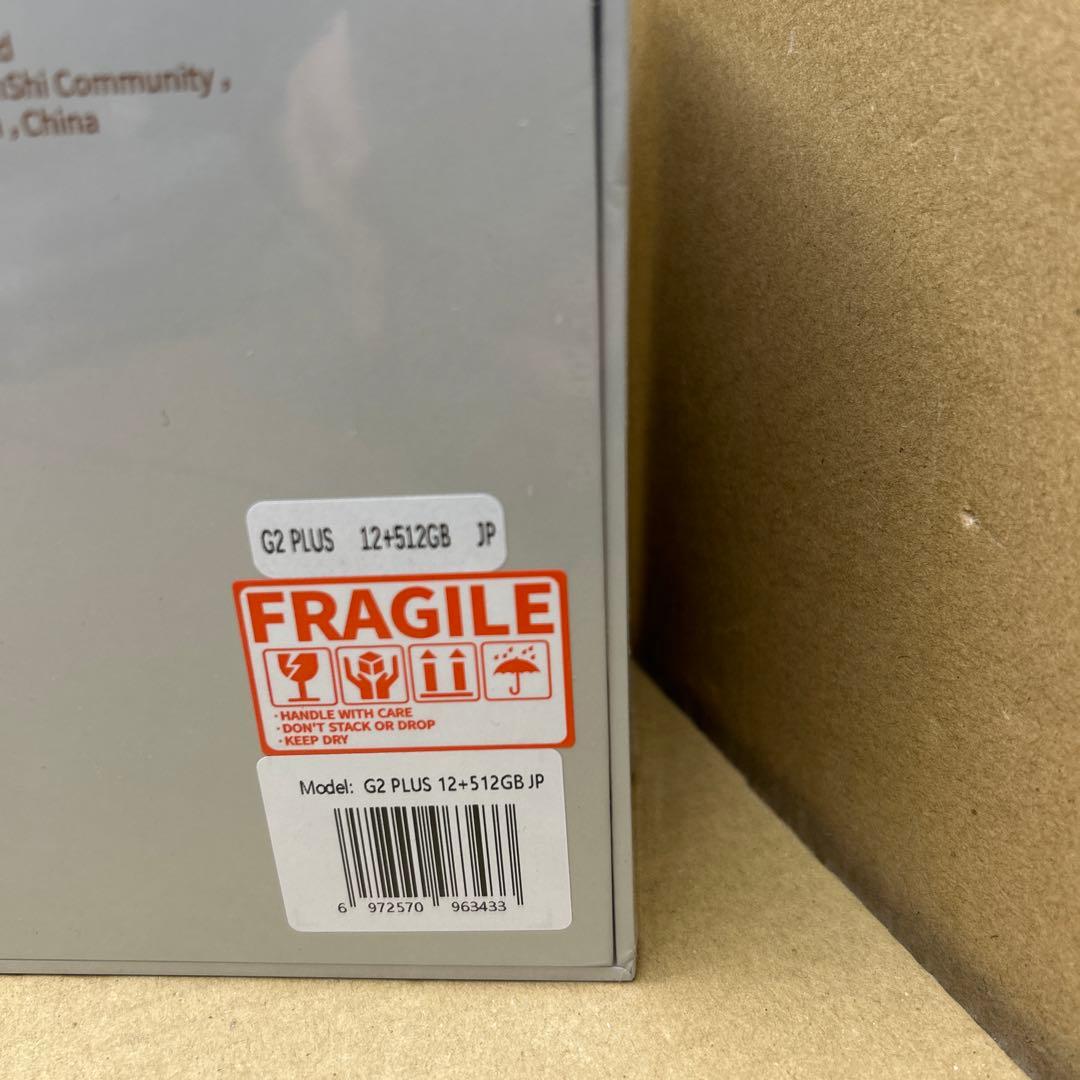 Community ,
, China
G2 PLUS 12+512GB JP
FRAGILE
· HANDLE WITH CARE
· DON'T STACK OR DROP
· KEEP DRY
Model: G2 PLUS 12+512GB JP
6 972570 963433